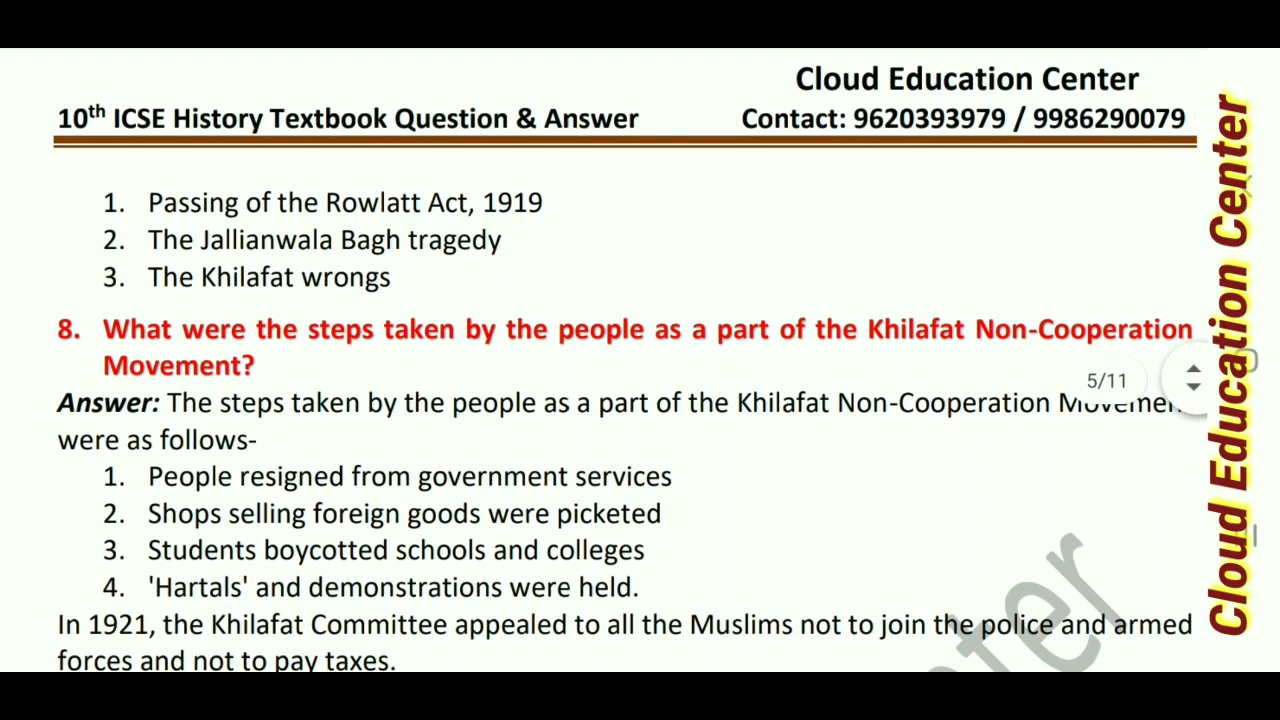 Cloud Education Center
10th ICSE History Textbook Question & Answer Contact: 9620393979 / 9986290079
1. Passing of the Rowlatt Act, 1919
2. The Jallianwala Bagh tragedy
3. The Khilafat wrongs
8. What were the steps taken by the people as a part of the Khilafat Non-Cooperation
Movement?
5/11
Answer: The steps taken by the people as a part of the Khilafat Non-Cooperation
were as follows-
1. People resigned from government services
2. Shops selling foreign goods were picketed
3. Students boycotted schools and colleges
4. 'Hartals' and demonstrations were held.
In 1921, the Khilafat Committee appealed to all the Muslims not to join the police and armed
forces and not to pay taxes.
Cloud Education Center